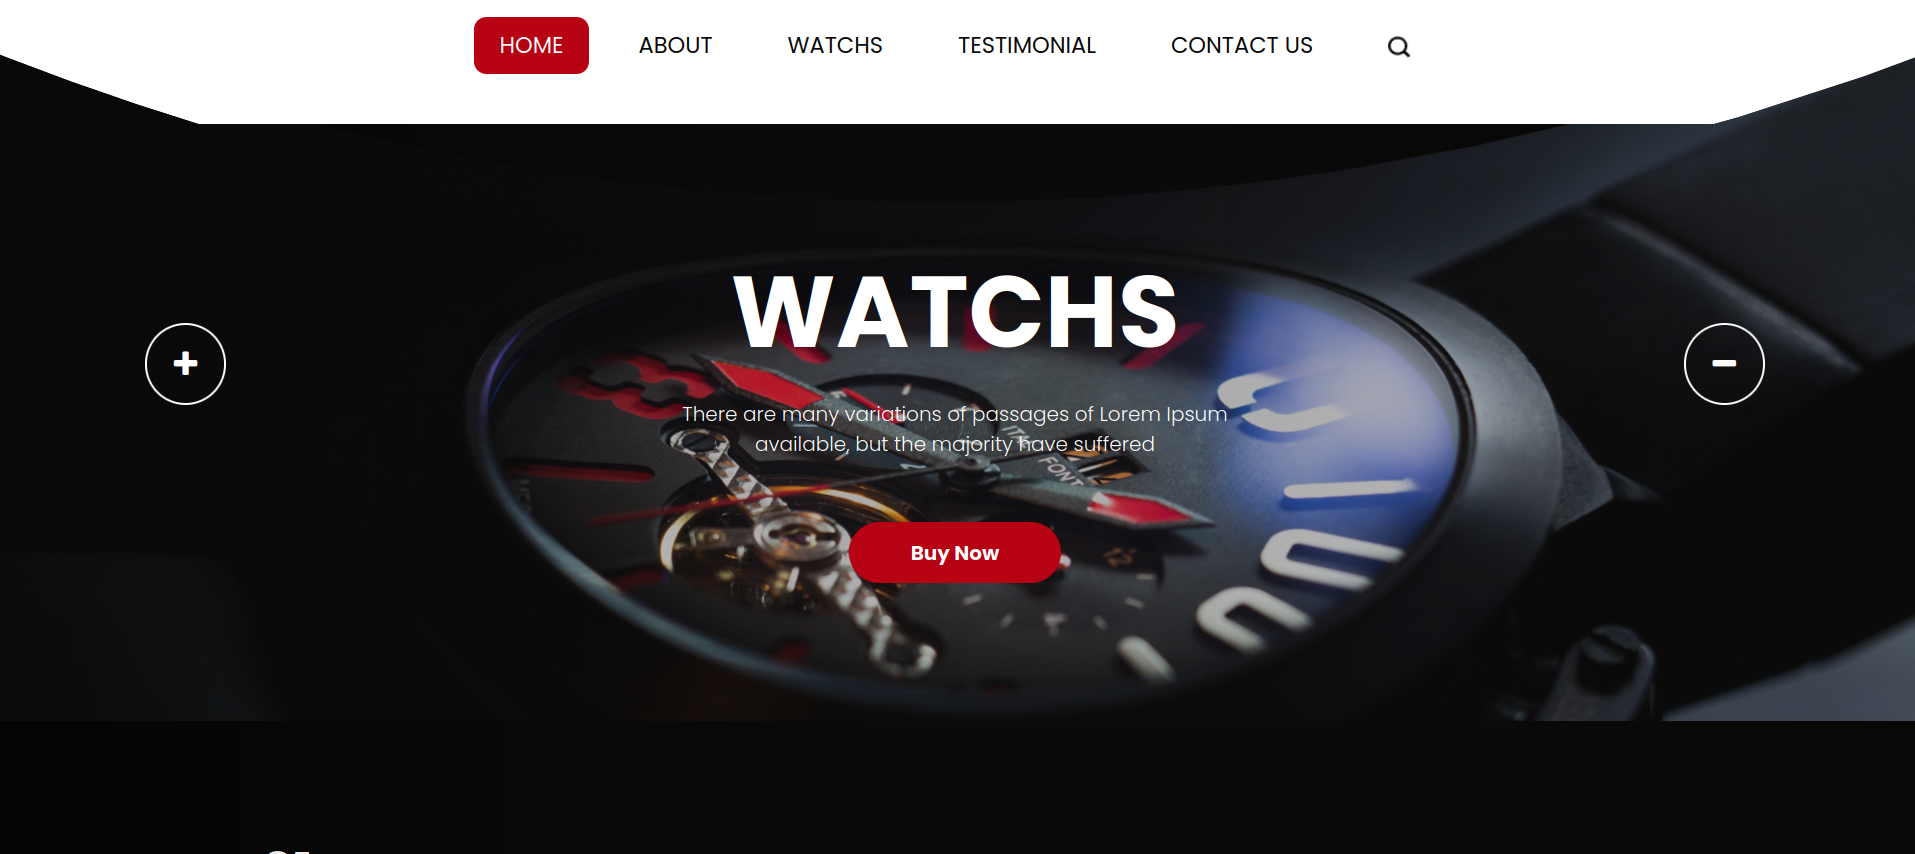 HOME ABOUT WATCHS TESTIMONIAL CONTACT US
WATCHS
There are many variations of passages of Lorem Ipsum
available, but the majority have suffered
Buy Now
12